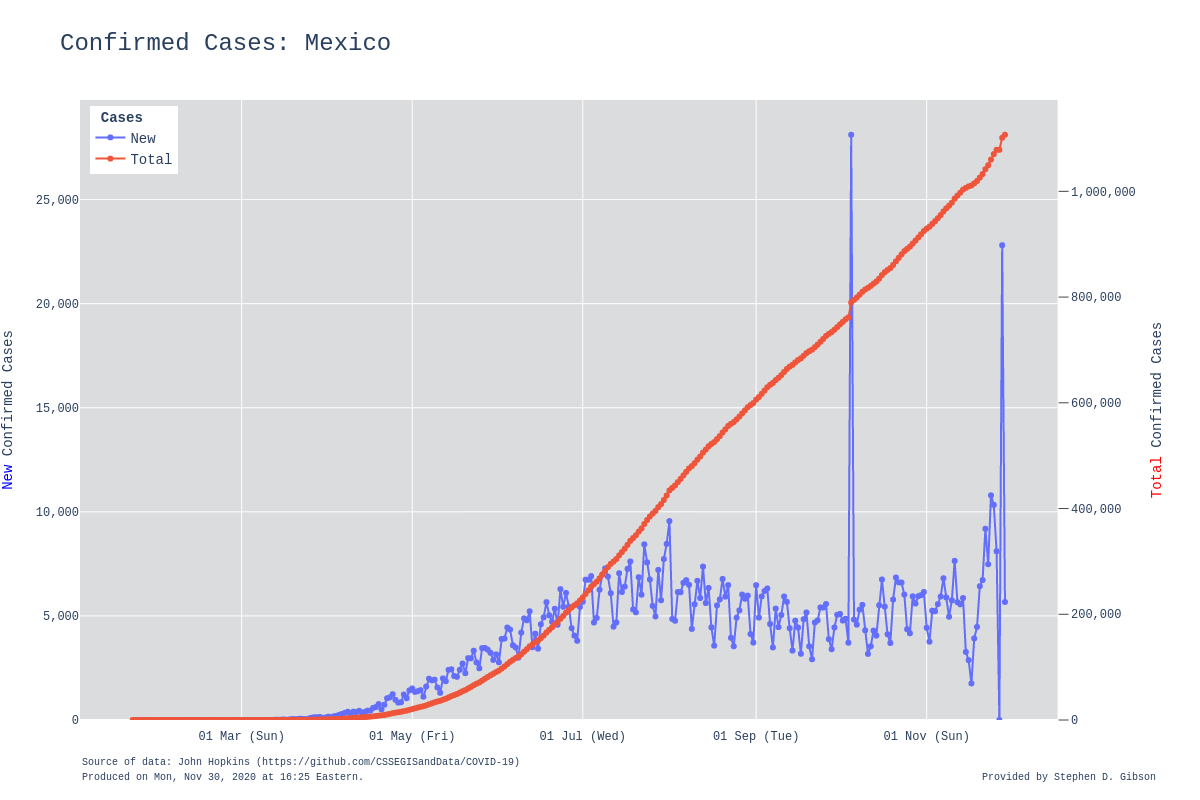 Confirmed Cases: Mexico
Cases
New
Total
25,000
20,000
15,000
10,000
5,000
0
New Confirmed Cases
1,000,000
800,000
600,000
400,000
200,000
0
Total Confirmed Cases
01 Mar (Sun)
01 May (Fri)
01 Jul (Wed)
01 Sep (Tue)
01 Nov (Sun)
Source of data: John Hopkins (https://github.com/CSSEGISandData/COVID-19)
Produced on Mon, Nov 30, 2020 at 16:25 Eastern.
Provided by Stephen D. Gibson